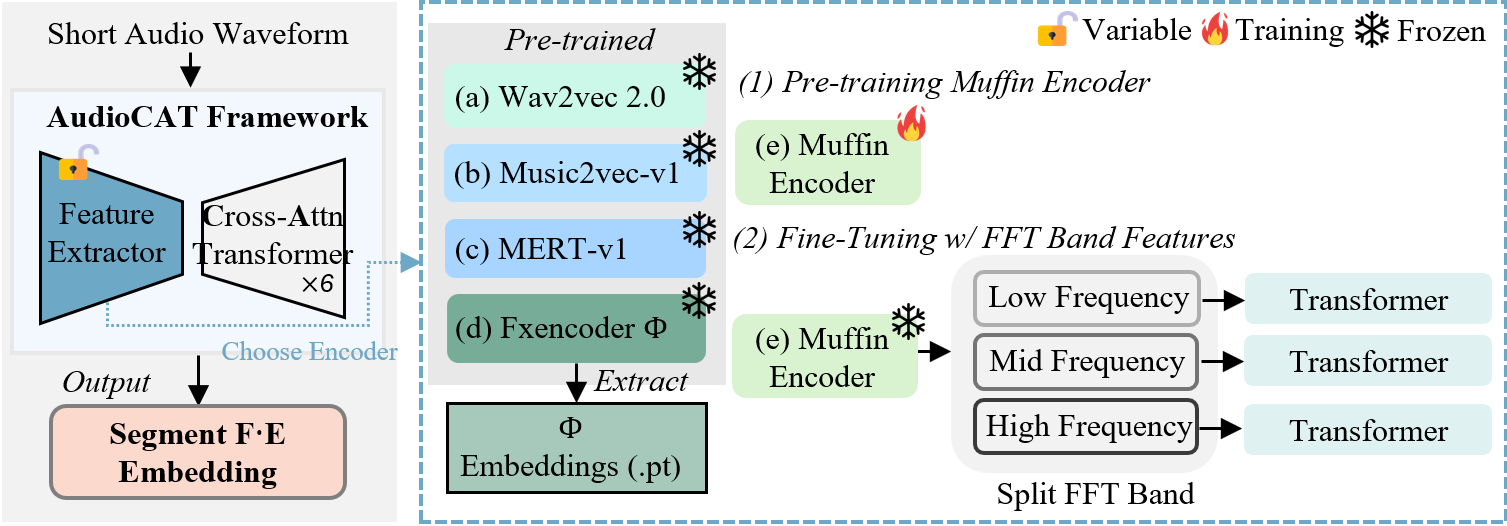 Short Audio Waveform
AudioCAT Framework
Feature
Extractor
Cross-Attn
Transformer
×6
Choose Encoder
Output
Segment F·E
Embedding
Pre-trained
(a) Wav2vec 2.0
(b) Music2vec-v1
(c) MERT-v1
(d) Fxencoder Φ
Extract
Φ
Embeddings (.pt)
Variable Training Frozen
(1) Pre-training Muffin Encoder
(e) Muffin
Encoder
(2) Fine-Tuning w/ FFT Band Features
(e) Muffin
Encoder
Low Frequency
Transformer
Mid Frequency
Transformer
High Frequency
Transformer
Split FFT Band